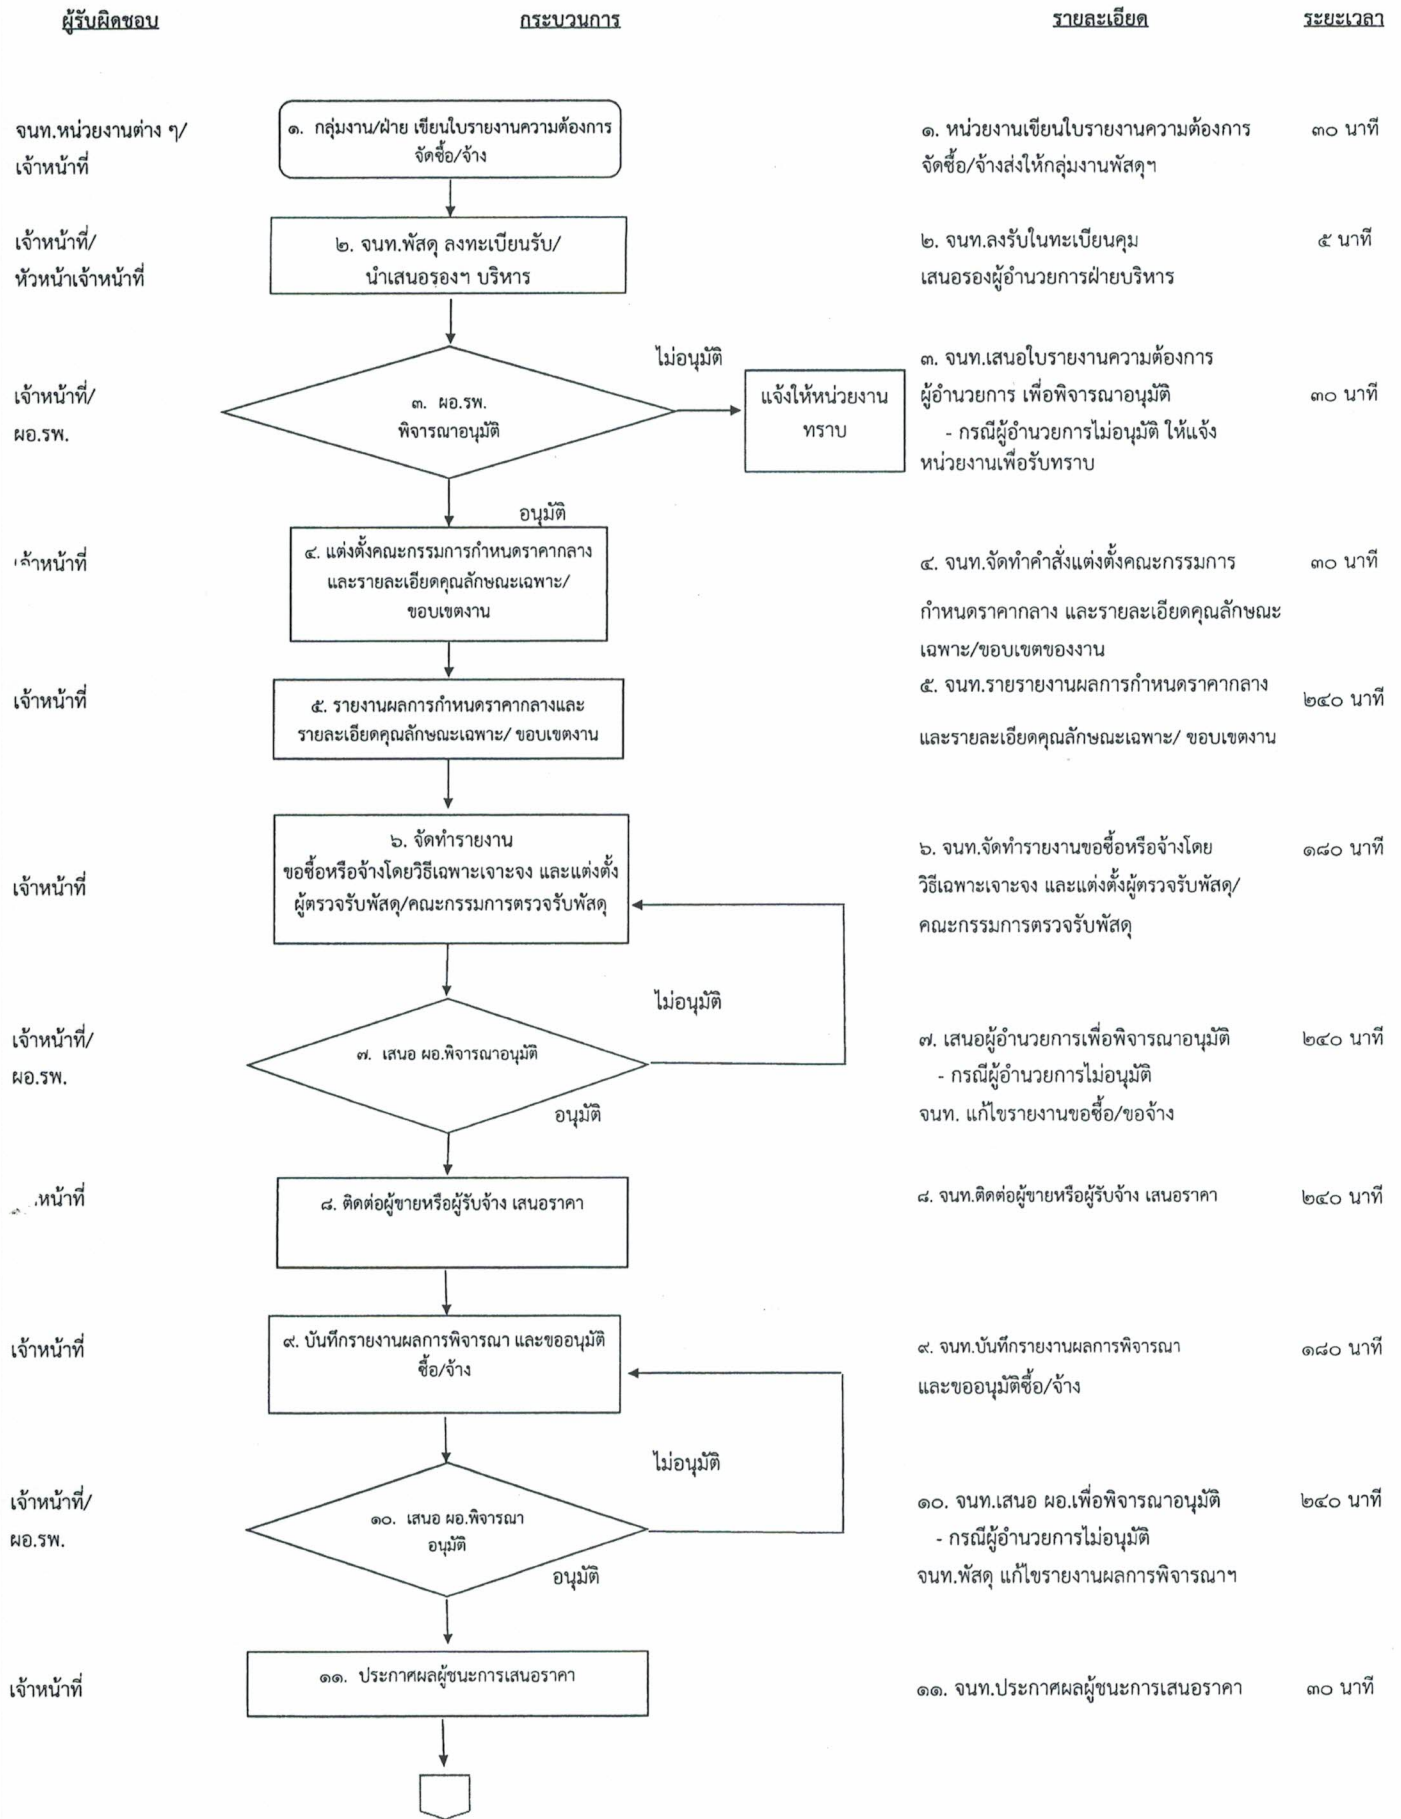 ผู้รับผิดชอบ
กระบวนการ
รายละเอียด
ระยะเวลา
จนท.หน่วยงานต่าง ๆ/
เจ้าหน้าที่
๑. กลุ่มงาน/ฝ่าย เขียนใบรายงานความต้องการ
จัดซื้อ/จ้าง
๑. หน่วยงานเขียนใบรายงานความต้องการ
จัดซื้อ/จ้างส่งให้กลุ่มงานพัสดุฯ
๓๐ นาที
เจ้าหน้าที่/
หัวหน้าเจ้าหน้าที่
๒. จนท.พัสดุ ลงทะเบียนรับ/
นำเสนอรองฯ บริหาร
๒. จนท.ลงรับในทะเบียนคุม
เสนอรองผู้อำนวยการฝ่ายบริหาร
๕ นาที
เจ้าหน้าที่/
ผอ.รพ.
๓. ผอ.รพ.
พิจารณาอนุมัติ
ไม่อนุมัติ
แจ้งให้หน่วยงาน
ทราบ
๓. จนท.เสนอใบรายงานความต้องการ
ผู้อำนวยการ เพื่อพิจารณาอนุมัติ
- กรณีผู้อำนวยการไม่อนุมัติ ให้แจ้ง
หน่วยงานเพื่อรับทราบ
๓๐ นาที
อนุมัติ
จ้าหน้าที่
๔. แต่งตั้งคณะกรรมการกำหนดราคากลาง
และรายละเอียดคุณลักษณะเฉพาะ/
ขอบเขตงาน
๔. จนท.จัดทำคำสั่งแต่งตั้งคณะกรรมการ
กำหนดราคากลาง และรายละเอียดคุณลักษณะ
เฉพาะ/ขอบเขตของงาน
๓๐ นาที
เจ้าหน้าที่
๕. รายงานผลการกำหนดราคากลางและ
รายละเอียดคุณลักษณะเฉพาะ/ ขอบเขตงาน
๕. จนท.รายรายงานผลการกำหนดราคากลาง
และรายละเอียดคุณลักษณะเฉพาะ/ ขอบเขตงาน
๒๔๐ นาที
เจ้าหน้าที่
๖. จัดทำรายงาน
ขอซื้อหรือจ้างโดยวิธีเฉพาะเจาะจง และแต่งตั้ง
ผู้ตรวจรับพัสดุ/คณะกรรมการตรวจรับพัสดุ
๖. จนท.จัดทำรายงานขอซื้อหรือจ้างโดย
วิธีเฉพาะเจาะจง และแต่งตั้งผู้ตรวจรับพัสดุ/
คณะกรรมการตรวจรับพัสดุ
๑๘๐ นาที
เจ้าหน้าที่/
ผอ.รพ.
๗. เสนอ ผอ.พิจารณาอนุมัติ
ไม่อนุมัติ
อนุมัติ
๗. เสนอผู้อำนวยการเพื่อพิจารณาอนุมัติ
- กรณีผู้อำนวยการไม่อนุมัติ
จนท. แก้ไขรายงานขอซื้อ/ขอจ้าง
๒๔๐ นาที
หน้าที่
๘. ติดต่อผู้ขายหรือผู้รับจ้าง เสนอราคา
๘. จนท.ติดต่อผู้ขายหรือผู้รับจ้าง เสนอราคา
๒๔๐ นาที
เจ้าหน้าที่
๙. บันทึกรายงานผลการพิจารณา และขออนุมัติ
ซื้อ/จ้าง
๙. จนท.บันทึกรายงานผลการพิจารณา
และขออนุมัติซื้อ/จ้าง
๑๘๐ นาที
เจ้าหน้าที่/
ผอ.รพ.
๑๐. เสนอ ผอ.พิจารณา
อนุมัติ
ไม่อนุมัติ
อนุมัติ
๑๐. จนท.เสนอ ผอ.เพื่อพิจารณาอนุมัติ
- กรณีผู้อำนวยการไม่อนุมัติ
จนท.พัสดุ แก้ไขรายงานผลการพิจารณาฯ
๒๔๐ นาที
เจ้าหน้าที่
๑๑. ประกาศผลผู้ชนะการเสนอราคา
๑๑. จนท.ประกาศผลผู้ชนะการเสนอราคา
๓๐ นาที